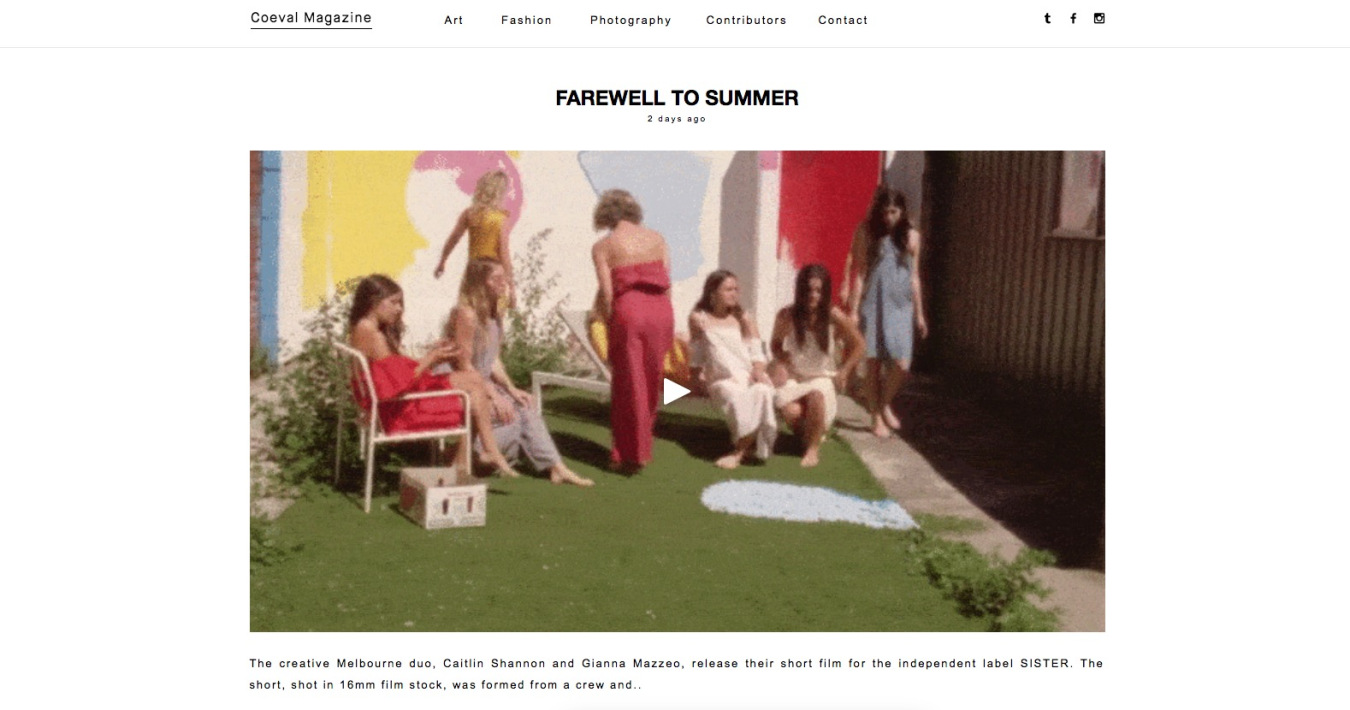 Coeval Magazine Art Fashion Photography Contributors Contact
FAREWELL TO SUMMER
2 days ago
The creative Melbourne duo, Caitlin Shannon and Gianna Mazzeo, release their short film for the independent label SISTER. The
short, shot in 16mm film stock, was formed from a crew and..